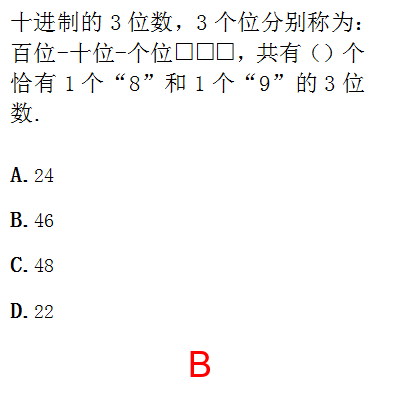 十进制的 3 位数，3 个位分别称为：
百位-十位-个位□□□，共有（）个
恰有 1 个“8”和 1 个“9”的 3 位
数.
A. 24
B. 46
C. 48
D. 22
B